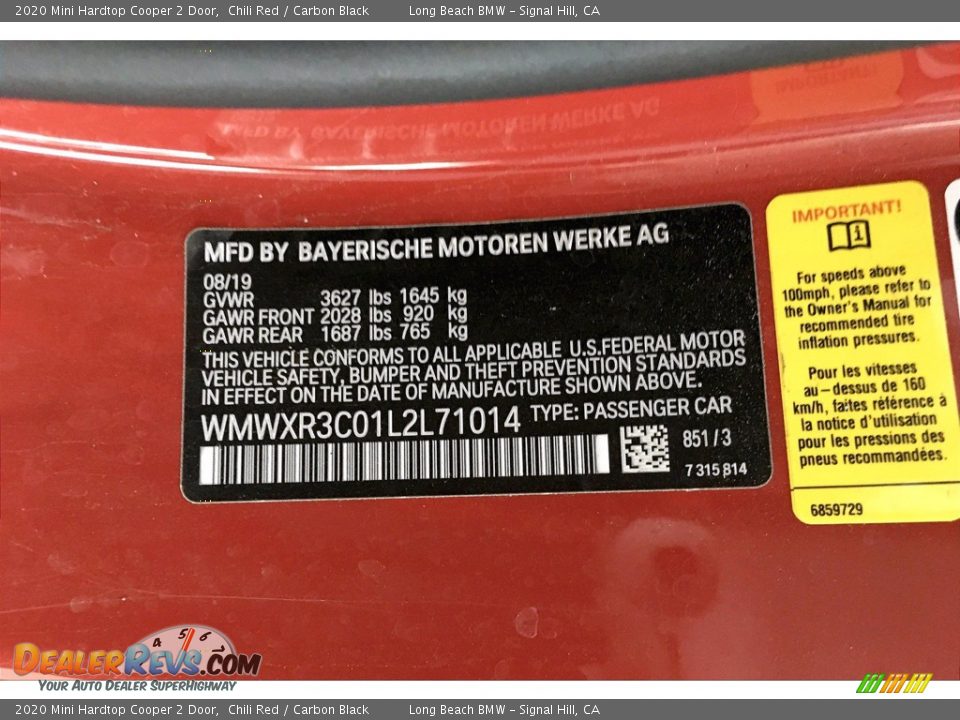 2020 Mini Hardtop Cooper 2 Door,  Chili Red / Carbon Black    Long Beach BMW - Signal Hill, CA
MFD BY BAYERISCHE MOTOREN WERKE AG
08/19
GVWR 3627 lbs 1645 kg
GAWR FRONT 2028 lbs 920 kg
GAWR REAR 1687 lbs 765 kg
THIS VEHICLE CONFORMS TO ALL APPLICABLE U.S.FEDERAL MOTOR
VEHICLE SAFETY, BUMPER AND THEFT PREVENTION STANDARDS
IN EFFECT ON THE DATE OF MANUFACTURE SHOWN ABOVE.
WMWXR3C01L2L71014 TYPE: PASSENGER CAR
851/3
7315814
IMPORTANT!
For speeds above
100mph, please refer to
the Owner's Manual for
recommended tire
inflation pressures.
Pour les vitesses
au-dessus de 160
km/h, faites référence à
la notice d'utilisation
pour les pressions des
pneus recommandées.
6859729
4 5 6
DEALERREVS.COM
YOUR AUTO DEALER SUPERHIGHWAY
2020 Mini Hardtop Cooper 2 Door,  Chili Red / Carbon Black    Long Beach BMW - Signal Hill, CA